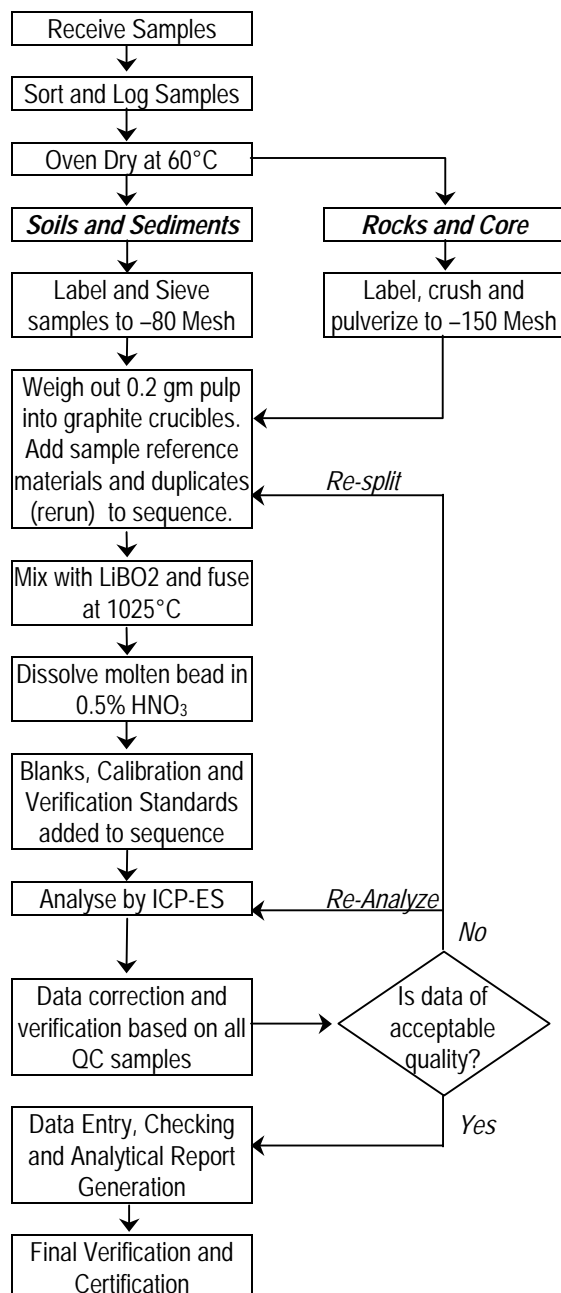 Receive Samples
Sort and Log Samples
Oven Dry at 60°C
Soils and Sediments
Rocks and Core
Label and Sieve
samples to –80 Mesh
Label, crush and
pulverize to –150 Mesh
Weigh out 0.2 gm pulp
into graphite crucibles.
Add sample reference
materials and duplicates
(rerun) to sequence.
Re-split
Mix with LiBO2 and fuse
at 1025°C
Dissolve molten bead in
0.5% HNO₃
Blanks, Calibration and
Verification Standards
added to sequence
Analyse by ICP-ES
Re-Analyze
No
Data correction and
verification based on all
QC samples
Is data of
acceptable
quality?
Yes
Data Entry, Checking
and Analytical Report
Generation
Final Verification and
Certification